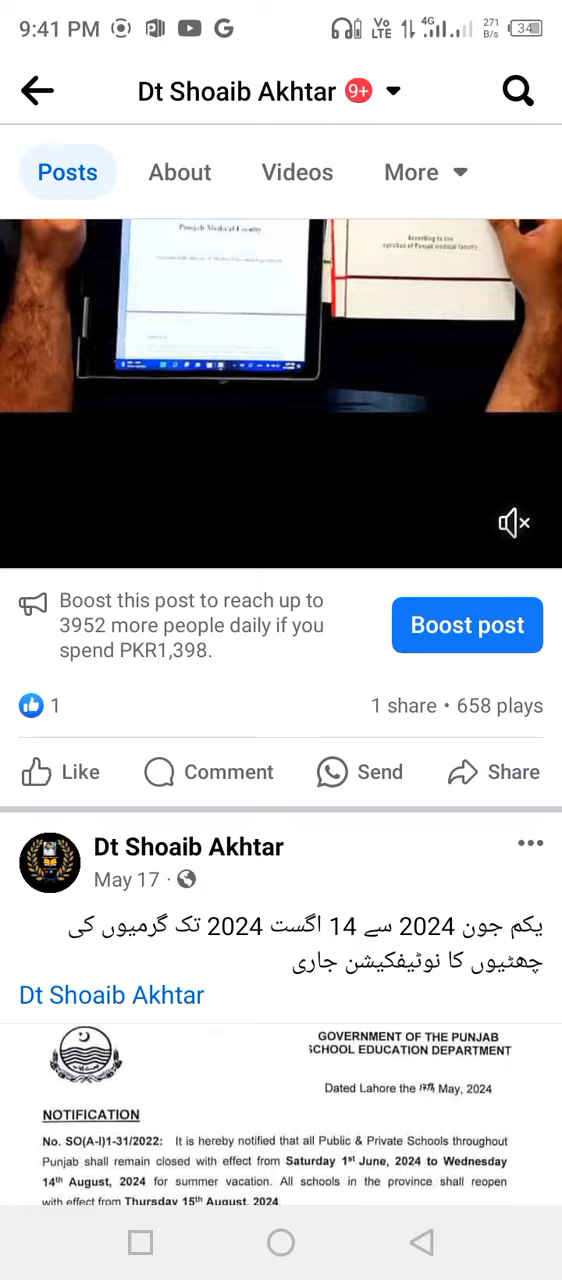 9:41 PM
Vo
LTE
4G
271
B/s
34
Dt Shoaib Akhtar 9+
Posts About Videos More
Punjab Medical Faculty
According to the
syllabus of Punjab medical faculty
Boost this post to reach up to
3952 more people daily if you
spend PKR1,398.
Boost post
1
1 share • 658 plays
Like Comment Send Share
Dt Shoaib Akhtar
May 17 ·
یکم جون 2024 سے 14 اگست 2024 تک گرمیوں کی
چھٹیوں کا نوٹیفکیشن جاری
Dt Shoaib Akhtar
GOVERNMENT OF THE PUNJAB
SCHOOL EDUCATION DEPARTMENT
Dated Lahore the 17th May, 2024
NOTIFICATION
No. SO(A-I)1-31/2022: It is hereby notified that all Public & Private Schools throughout
Punjab shall remain closed with effect from Saturday 1st June, 2024 to Wednesday
14th August, 2024 for summer vacation. All schools in the province shall reopen
with effect from Thursday 15th August, 2024